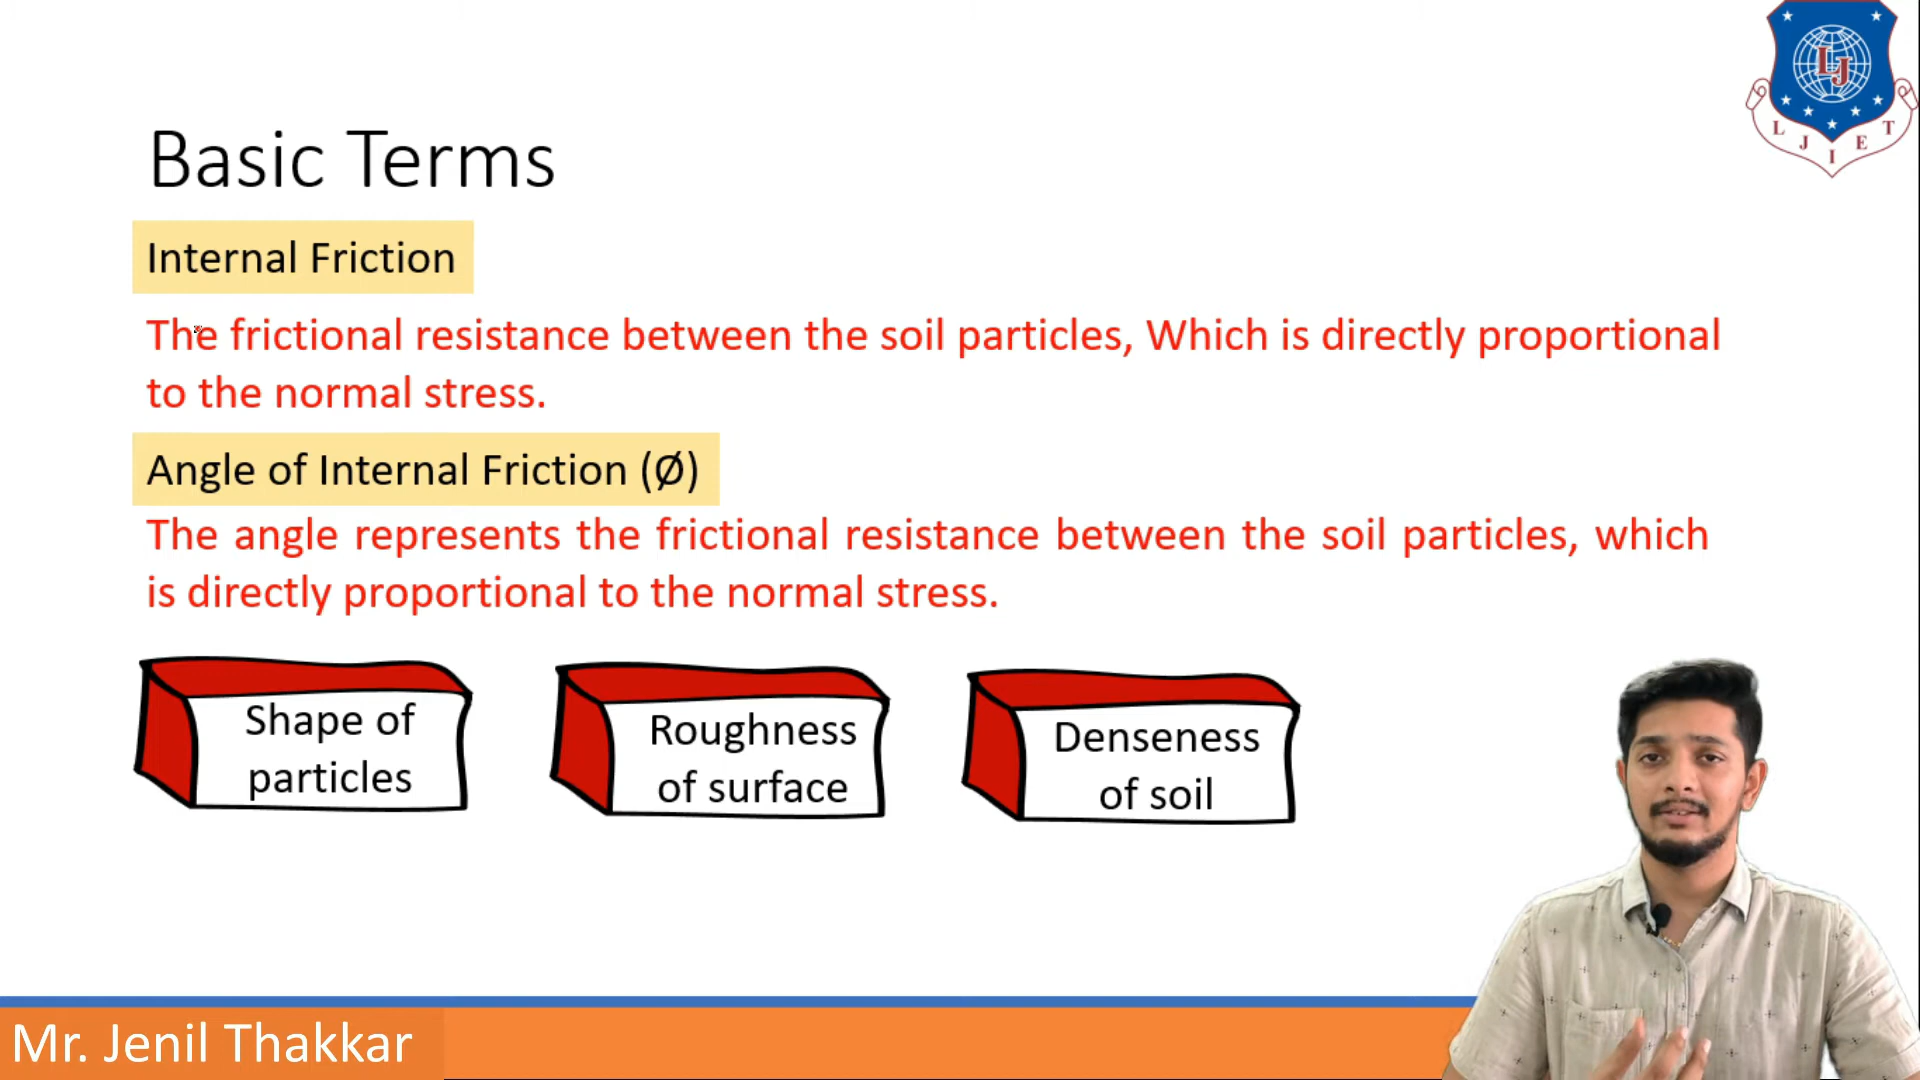 LJ
L J I E T
Basic Terms
Internal Friction
The frictional resistance between the soil particles, Which is directly proportional
to the normal stress.
Angle of Internal Friction (Ø)
The angle represents the frictional resistance between the soil particles, which
is directly proportional to the normal stress.
Shape of
particles
Roughness
of surface
Denseness
of soil
Mr. Jenil Thakkar